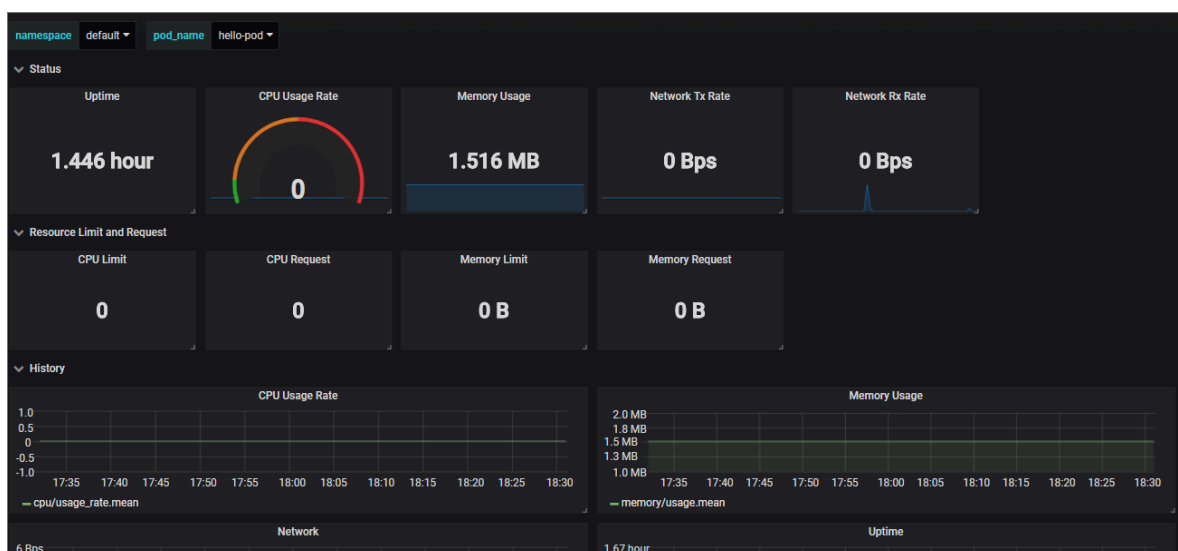 namespace default pod_name hello-pod
Status
Uptime CPU Usage Rate Memory Usage Network Tx Rate Network Rx Rate
1.446 hour 0 1.516 MB 0 Bps 0 Bps
Resource Limit and Request
CPU Limit CPU Request Memory Limit Memory Request
0 0 0 B 0 B
History
CPU Usage Rate
1.0
0.5
0
-0.5
-1.0
17:35 17:40 17:45 17:50 17:55 18:00 18:05 18:10 18:15 18:20 18:25 18:30
cpu/usage_rate.mean
Memory Usage
2.0 MB
1.8 MB
1.5 MB
1.3 MB
1.0 MB
17:35 17:40 17:45 17:50 17:55 18:00 18:05 18:10 18:15 18:20 18:25 18:30
memory/usage.mean
Network
6 Bps
Uptime
1.67 hour